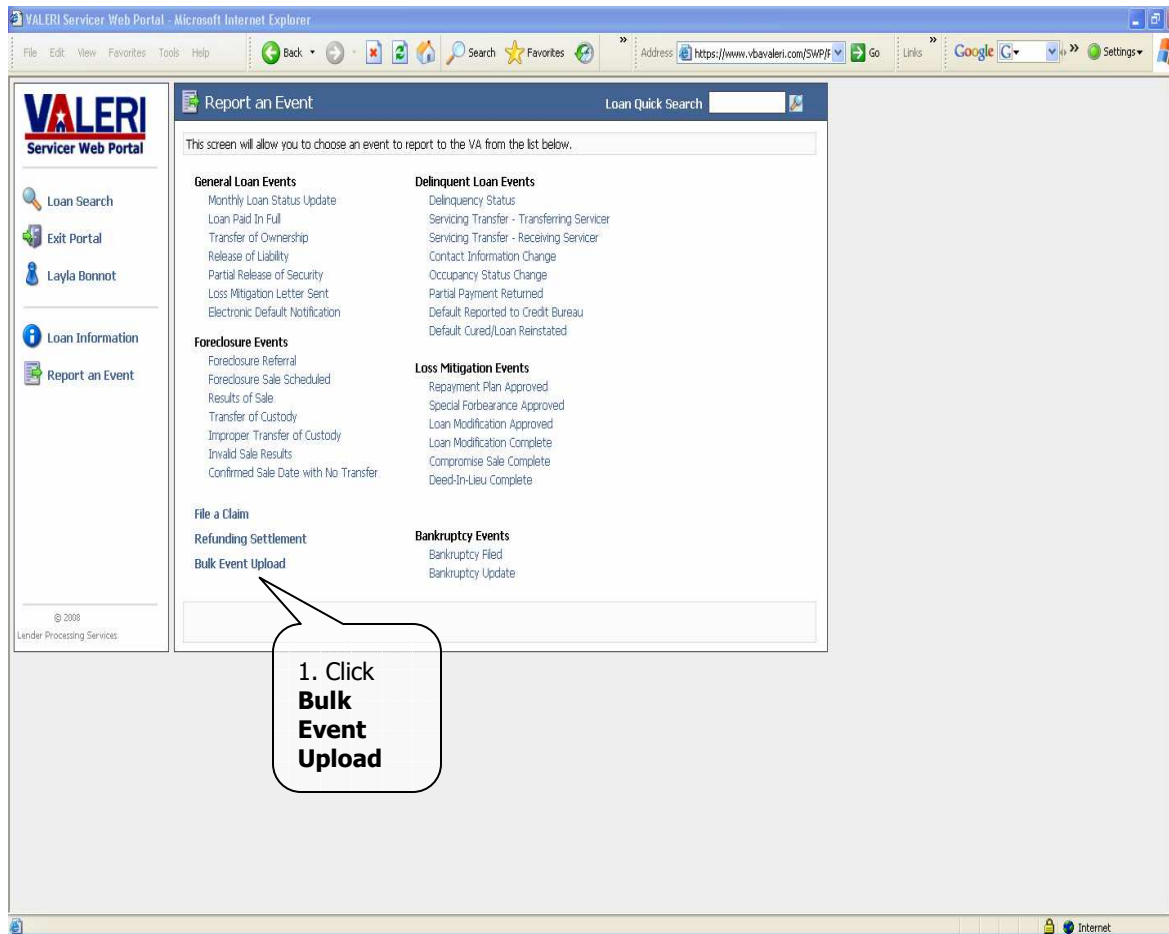 VALERI Servicer Web Portal - Microsoft Internet Explorer
File Edit View Favorites Tools Help
Back
Search
Favorites
»
Address https://www.vbavaleri.com/SWP/
Go
Links »
Google G
»
Settings
VALERI
Servicer Web Portal
Loan Search
Exit Portal
Layla Bonnot
Loan Information
Report an Event
© 2008
Lender Processing Services
Report an Event
Loan Quick Search
This screen will allow you to choose an event to report to the VA from the list below.
General Loan Events
Monthly Loan Status Update
Loan Paid In Full
Transfer of Ownership
Release of Liability
Partial Release of Security
Loss Mitigation Letter Sent
Electronic Default Notification
Foreclosure Events
Foreclosure Referral
Foreclosure Sale Scheduled
Results of Sale
Transfer of Custody
Improper Transfer of Custody
Invalid Sale Results
Confirmed Sale Date with No Transfer
File a Claim
Refunding Settlement
Bulk Event Upload
Delinquent Loan Events
Delinquency Status
Servicing Transfer - Transferring Servicer
Servicing Transfer - Receiving Servicer
Contact Information Change
Occupancy Status Change
Partial Payment Returned
Default Reported to Credit Bureau
Default Cured/Loan Reinstated
Loss Mitigation Events
Repayment Plan Approved
Special Forbearance Approved
Loan Modification Approved
Loan Modification Complete
Compromise Sale Complete
Deed-In-Lieu Complete
Bankruptcy Events
Bankruptcy Filed
Bankruptcy Update
1. Click
Bulk
Event
Upload
Internet